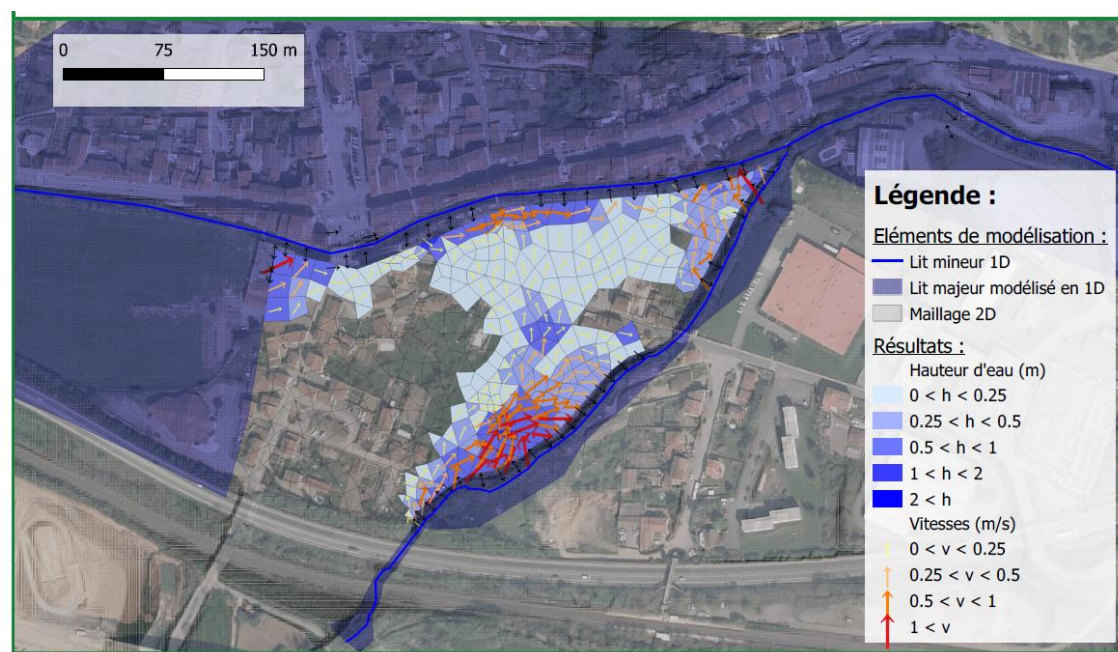 0 75 150 m
Légende :
Eléments de modélisation :
Lit mineur 1D
Lit majeur modélisé en 1D
Maillage 2D
Résultats :
Hauteur d'eau (m)
0 < h < 0.25
0.25 < h < 0.5
0.5 < h < 1
1 < h < 2
2 < h
Vitesses (m/s)
0 < v < 0.25
0.25 < v < 0.5
0.5 < v < 1
1 < v